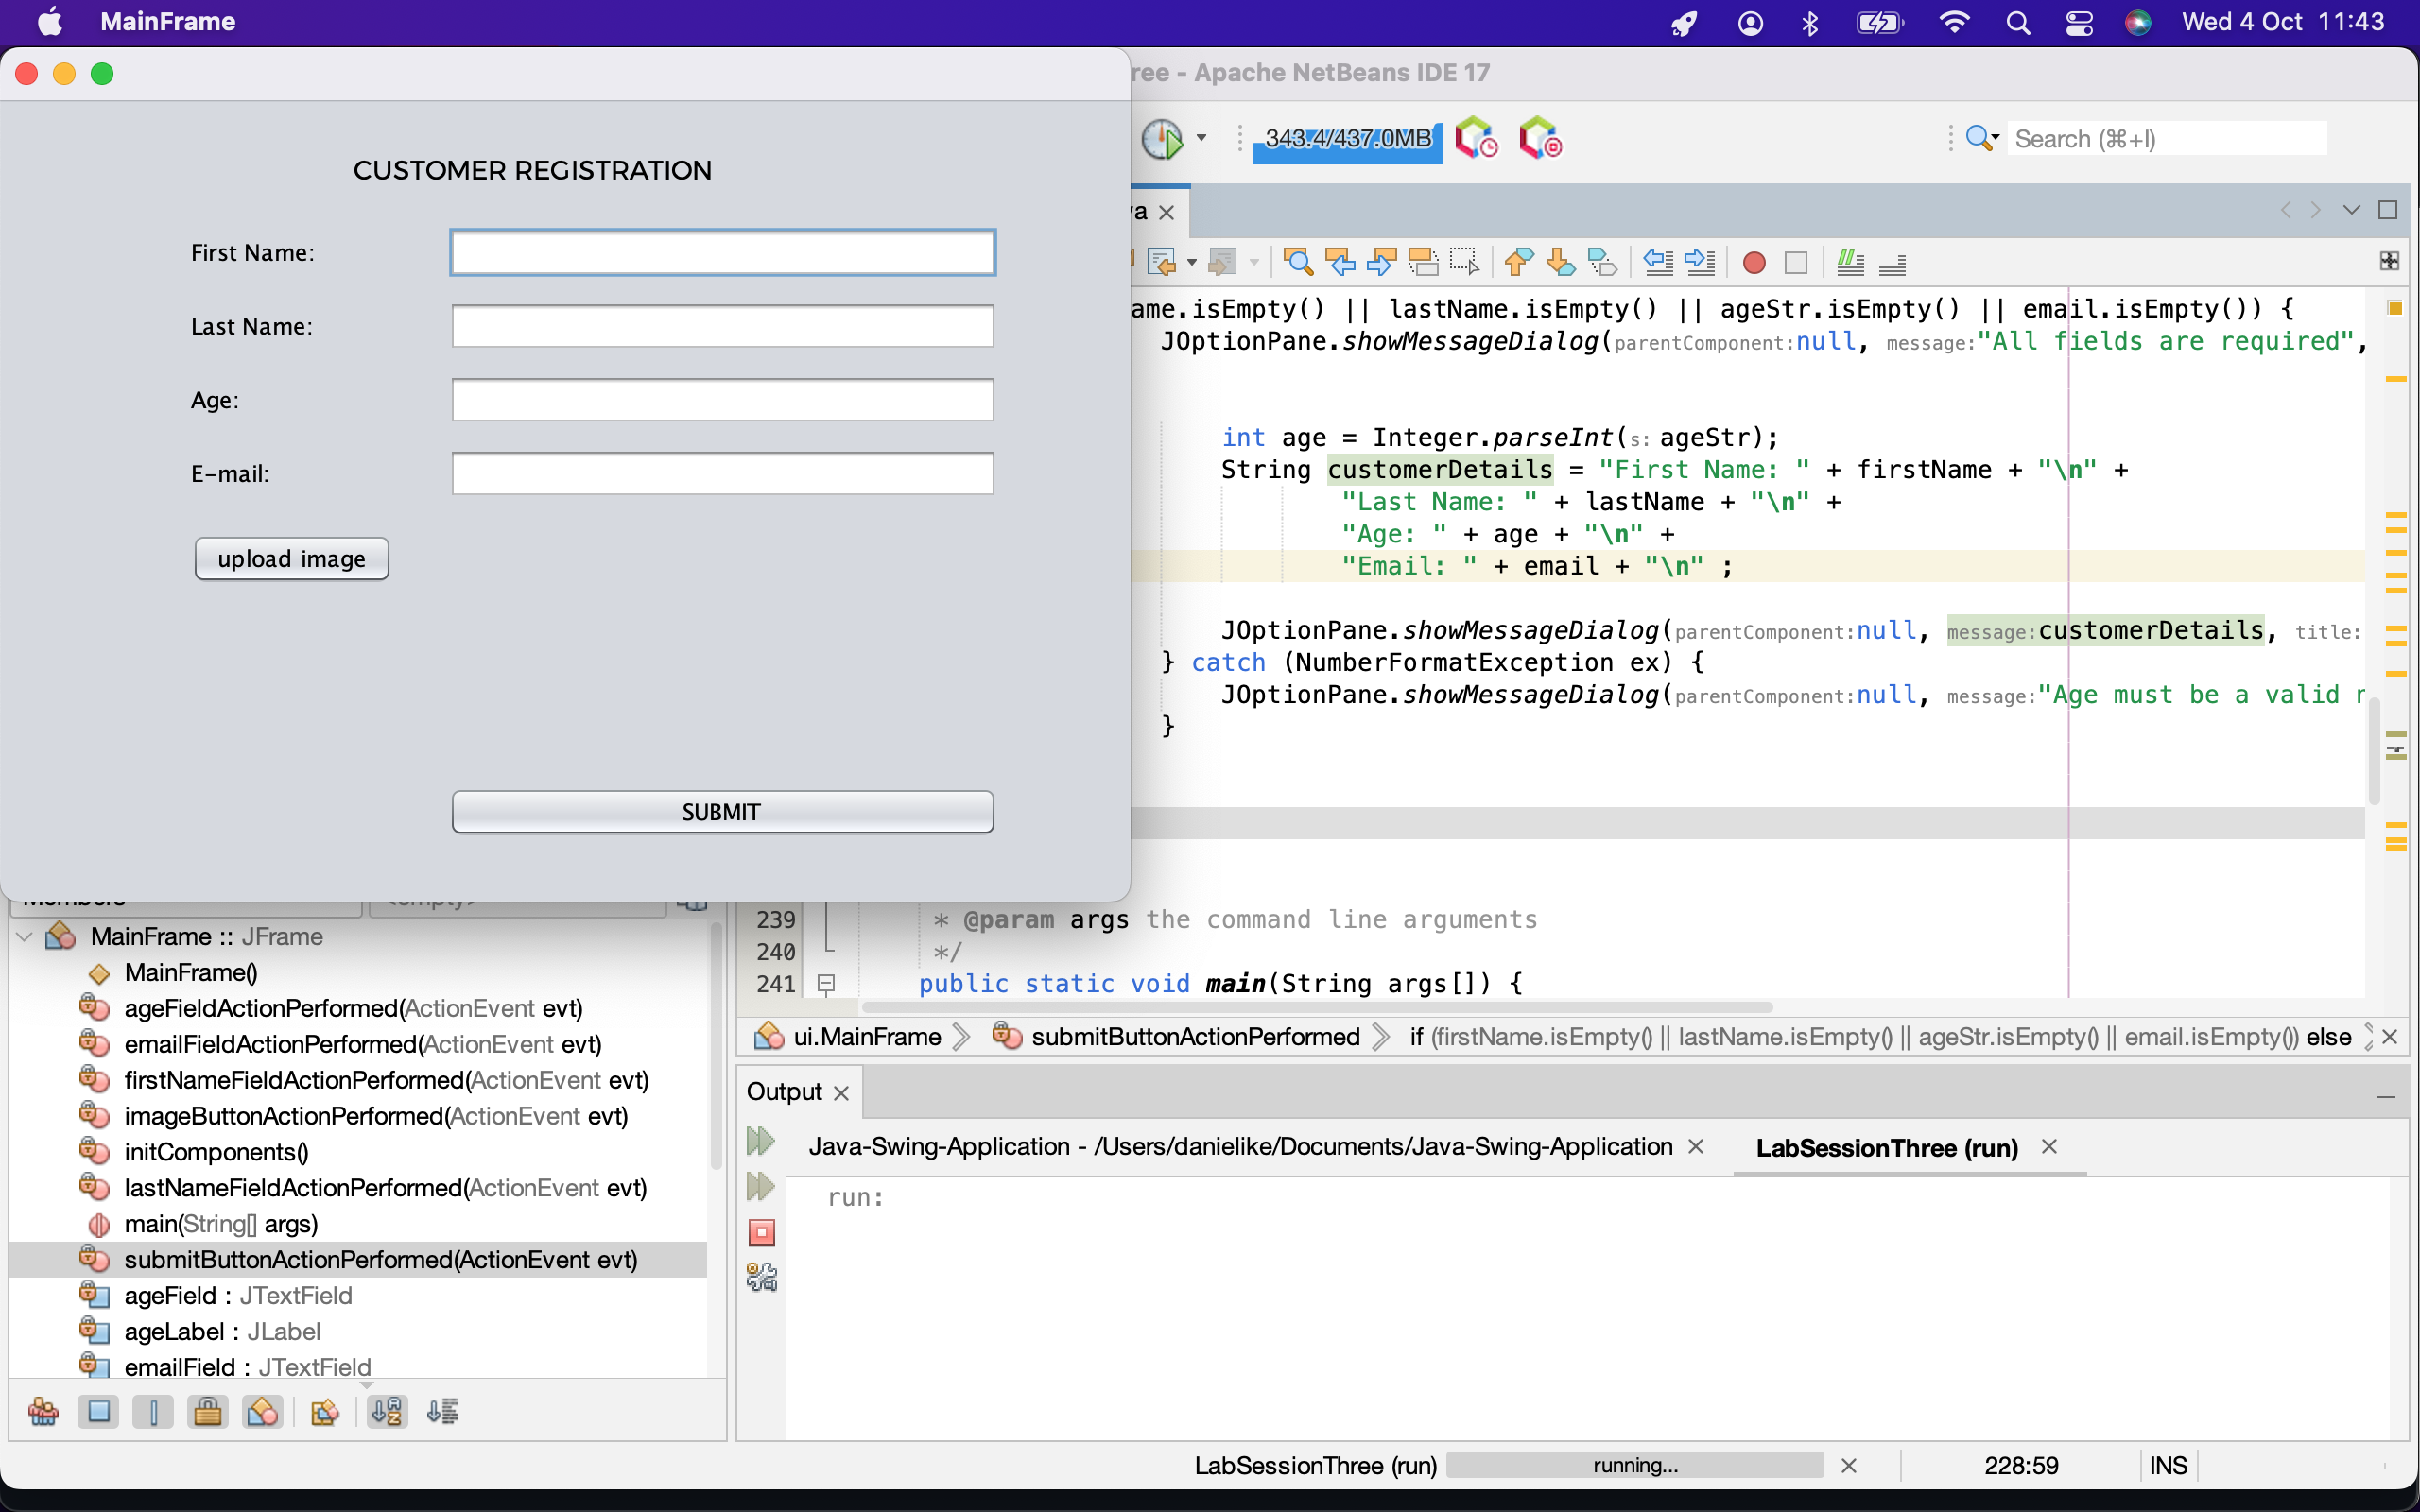 MainFrame
Wed 4 Oct 11:43
ree - Apache NetBeans IDE 17
343.4/437.0MB
Search (⌘+I)
CUSTOMER REGISTRATION
First Name:
Last Name:
Age:
E-mail:
upload image
SUBMIT
va
ame.isEmpty() || lastName.isEmpty() || ageStr.isEmpty() || email.isEmpty()) {
JOptionPane.showMessageDialog(parentComponent:null, message:"All fields are required",
int age = Integer.parseInt(s:ageStr);
String customerDetails = "First Name: " + firstName + "\n" +
"Last Name: " + lastName + "\n" +
"Age: " + age + "\n" +
"Email: " + email + "\n" ;
JOptionPane.showMessageDialog(parentComponent:null, message:customerDetails, title:
} catch (NumberFormatException ex) {
JOptionPane.showMessageDialog(parentComponent:null, message:"Age must be a valid
}
239 * @param args the command line arguments
240 */
241 public static void main(String args[]) {
ui.MainFrame submitButtonActionPerformed if (firstName.isEmpty() || lastName.isEmpty() || ageStr.isEmpty() || email.isEmpty()) else
Members <empty>
MainFrame :: JFrame
MainFrame()
ageFieldActionPerformed(ActionEvent evt)
emailFieldActionPerformed(ActionEvent evt)
firstNameFieldActionPerformed(ActionEvent evt)
imageButtonActionPerformed(ActionEvent evt)
initComponents()
lastNameFieldActionPerformed(ActionEvent evt)
main(String[] args)
submitButtonActionPerformed(ActionEvent evt)
ageField : JTextField
ageLabel : JLabel
emailField : JTextField
Output
Java-Swing-Application - /Users/danielike/Documents/Java-Swing-Application
LabSessionThree (run)
run:
LabSessionThree (run)
running...
228:59
INS